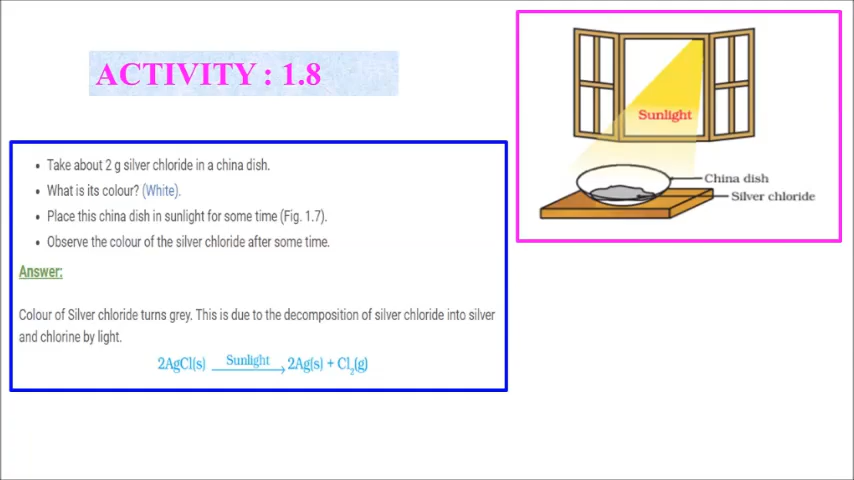 ACTIVITY : 1.8
Sunlight
China dish
Silver chloride
• Take about 2 g silver chloride in a china dish.
• What is its colour? (White).
• Place this china dish in sunlight for some time (Fig. 1.7).
• Observe the colour of the silver chloride after some time.
Answer:
Colour of Silver chloride turns grey. This is due to the decomposition of silver chloride into silver
and chlorine by light.
2AgCl(s) Sunlight → 2Ag(s) + Cl₂(g)